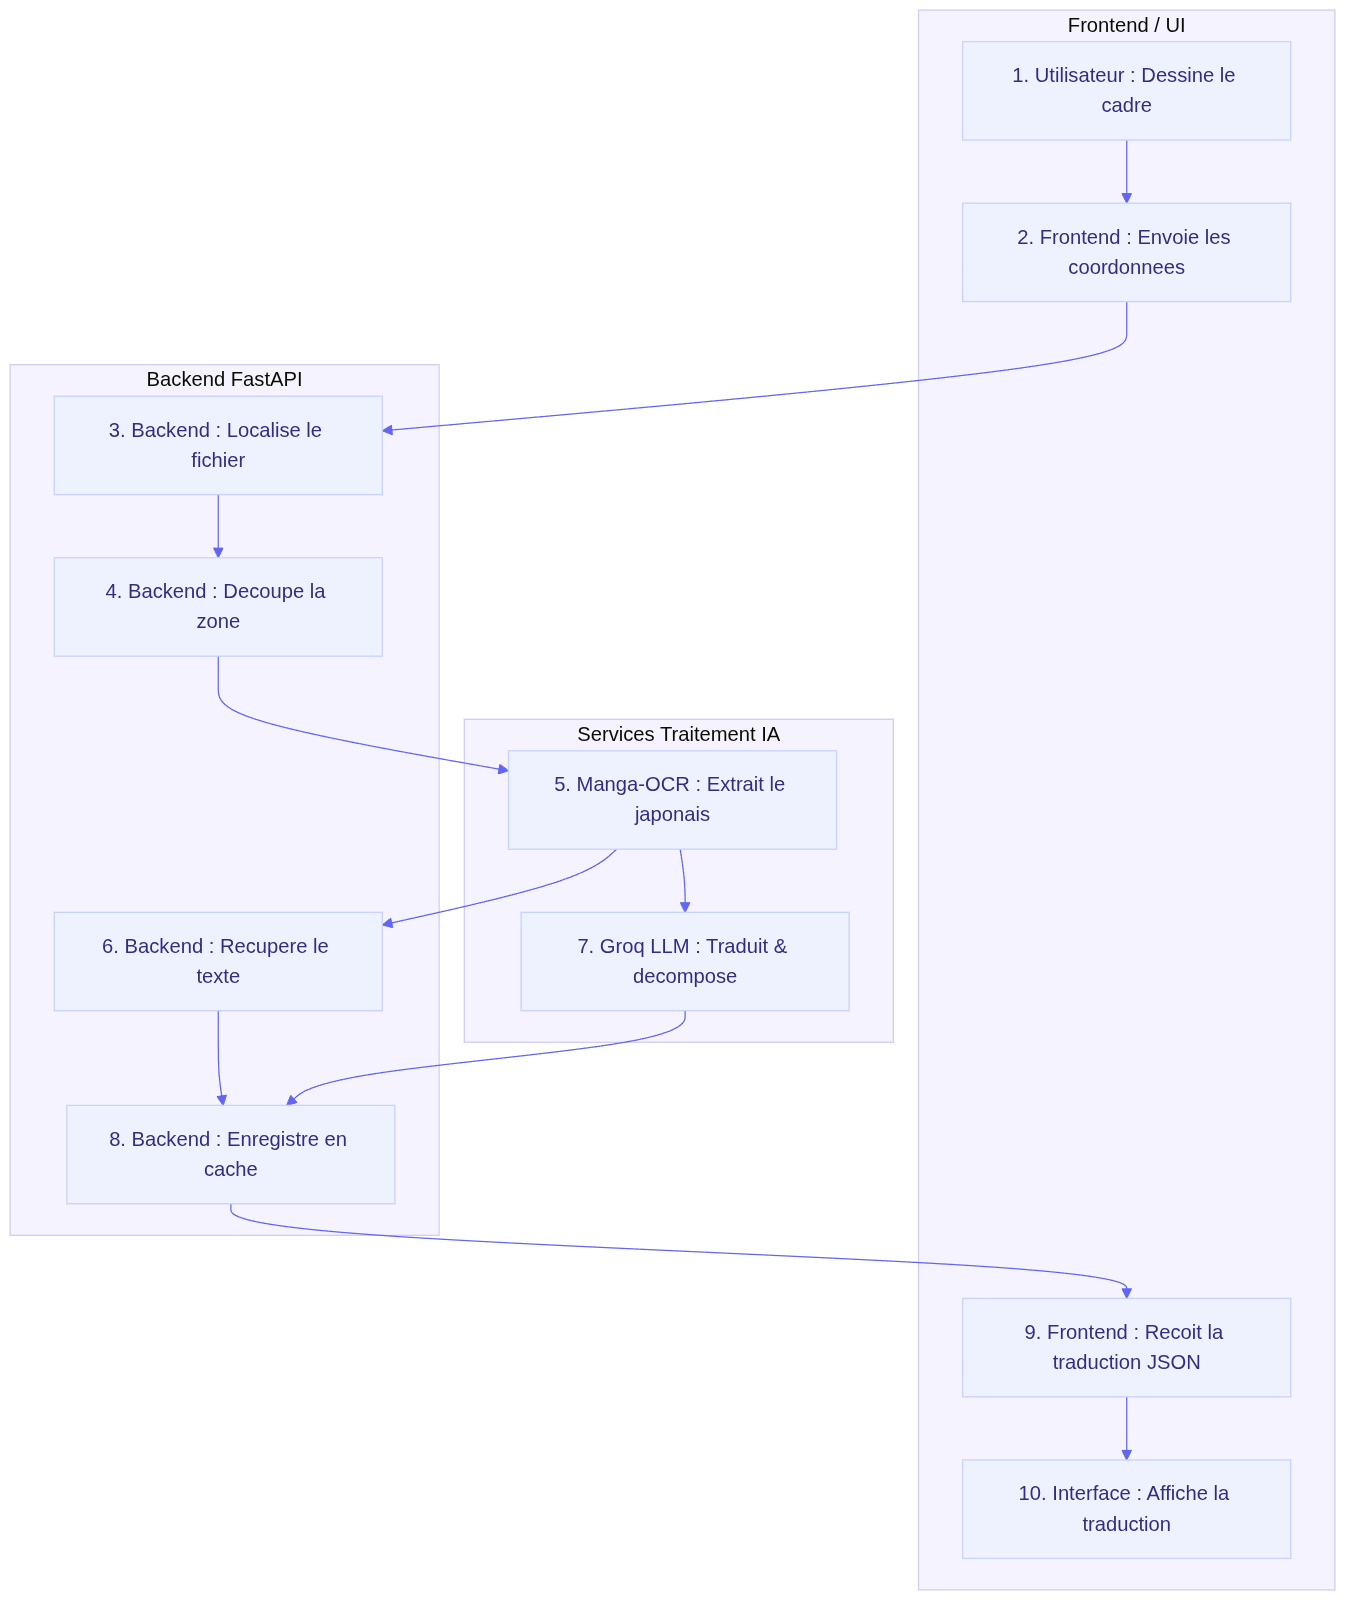 Frontend / UI
1. Utilisateur : Dessine le
cadre
2. Frontend : Envoie les
coordonnees
Backend FastAPI
3. Backend : Localise le
fichier
4. Backend : Decoupe la
zone
Services Traitement IA
5. Manga-OCR : Extrait le
japonais
6. Backend : Recupere le
texte
7. Groq LLM : Traduit &
decompose
8. Backend : Enregistre en
cache
9. Frontend : Recoit la
traduction JSON
10. Interface : Affiche la
traduction